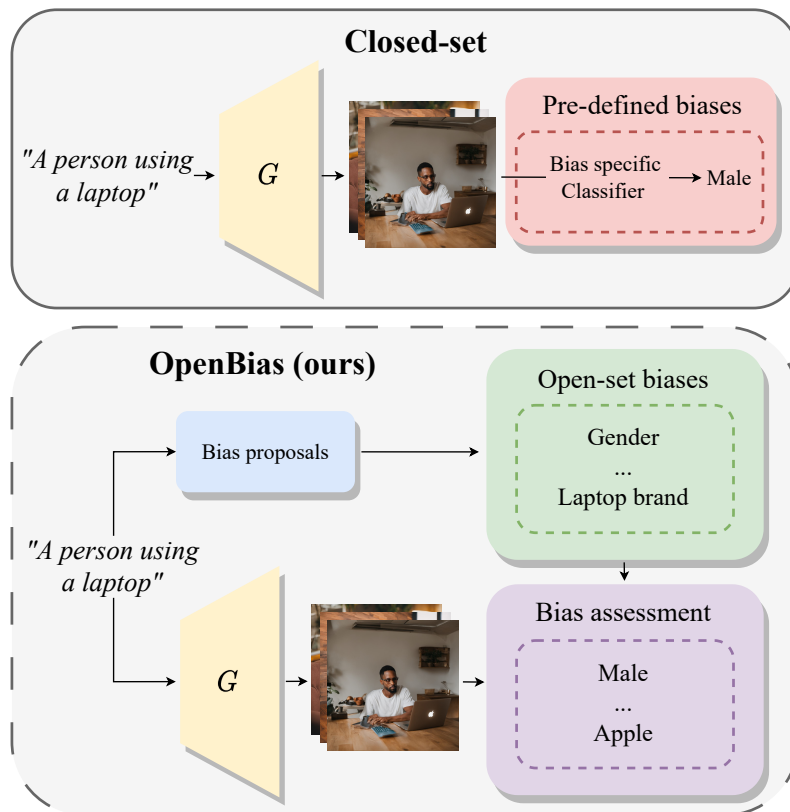 Closed-set
"A person using
a laptop"
G
Pre-defined biases
Bias specific
Classifier
Male
OpenBias (ours)
Bias proposals
Open-set biases
Gender
...
Laptop brand
"A person using
a laptop"
G
Bias assessment
Male
...
Apple